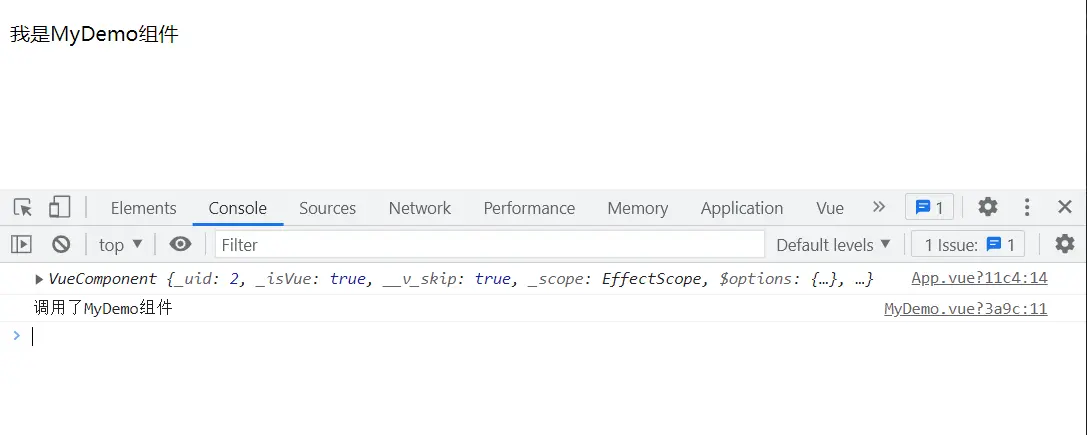 我是MyDemo组件
Elements Console Sources Network Performance Memory Application Vue » 1
top ▼ Filter Default levels ▼ 1 Issue: 1
▶ VueComponent {_uid: 2, _isVue: true, __v_skip: true, _scope: EffectScope, $options: {…}, …} App.vue?11c4:14
调用了MyDemo组件 MyDemo.vue?3a9c:11
>